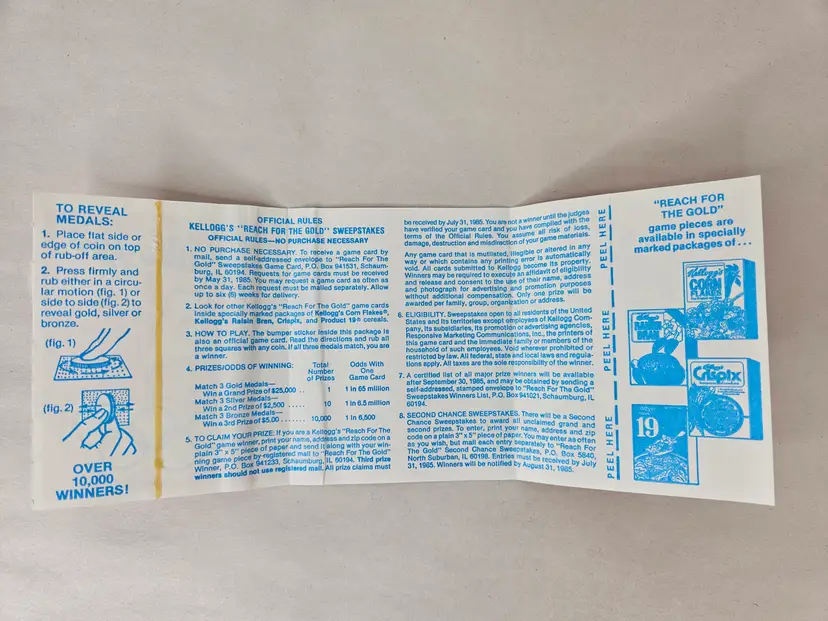 TO REVEAL
MEDALS:
1. Place flat side or
edge of coin on top
of rub-off area.
2. Press firmly and
rub either in a circu-
lar motion (fig. 1) or
side to side (fig. 2) to
reveal gold, silver or
bronze.
(fig. 1)
(fig. 2)
OVER
10,000
WINNERS!
OFFICIAL RULES
KELLOGG'S "REACH FOR THE GOLD" SWEEPSTAKES
OFFICIAL RULES—NO PURCHASE NECESSARY
1. NO PURCHASE NECESSARY. To receive a game card by
mail, send a self-addressed envelope to "Reach For The
Gold" Sweepstakes Game Card, P.O. Box 941531, Schaum-
burg, IL 60194. Requests for game cards must be received
by May 31, 1985. You may request a game card as often as
once a day. Each request must be mailed separately. Allow
up to six (6) weeks for delivery.
2. Look for other Kellogg's "Reach For The Gold" game cards
inside specially marked packages of Kellogg's Corn Flakes®,
Kellogg's Raisin Bran, Crispix, and Product 19® cereals.
3. HOW TO PLAY. The bumper sticker inside this package is
also an official game card. Read the directions and rub all
three squares with any coin. If all three medals match, you are
a winner.
4. PRIZES/ODDS OF WINNING: Total Number of Prizes Odds With One Game Card
Match 3 Gold Medals—
Win a Grand Prize of $25,000 .. 1 1 in 65 million
Match 3 Silver Medals—
Win a 2nd Prize of $2,500 ..... 10 1 in 6.5 million
Match 3 Bronze Medals—
Win a 3rd Prize of $5.00 ....... 10,000 1 in 6,500
5. TO CLAIM YOUR PRIZE: If you are a Kellogg's "Reach For The
Gold" game winner, print your name, address and zip code on a
plain 3" x 5" piece of paper and send it along with your win-
ning game piece by registered mail to "Reach For The Gold"
Winner, P.O. Box 941233, Schaumburg, IL 60194. Third prize
winners should not use registered mail. All prize claims must
be received by July 31, 1985. You are not a winner until the judges
have verified your game card and you have complied with the
terms of the Official Rules. You assume all risk of loss,
damage, destruction and misdirection of your game materials.
Any game card that is mutilated, illegible or altered in any
way or which contains any printing error is automatically
void. All cards submitted to Kellogg become its property.
Winners may be required to execute an affidavit of eligibility
and release and consent to the use of their name, address
and photograph for advertising and promotion purposes
without additional compensation. Only one prize will be
awarded per family, group, organization or address.
6. ELIGIBILITY. Sweepstakes open to all residents of the United
States and its territories except employees of Kellogg Com-
pany, its subsidiaries, its promotion or advertising agencies,
Responsive Marketing Communications, Inc., the printers of
this game card and the immediate family or members of the
household of such employees. Void wherever prohibited or
restricted by law. All federal, state and local laws and regula-
tions apply. All taxes are the sole responsibility of the winner.
7. A certified list of all major prize winners will be available
after September 30, 1985, and may be obtained by sending a
self-addressed, stamped envelope to "Reach For The Gold"
Sweepstakes Winners List, P.O. Box 941021, Schaumburg, IL
60194.
8. SECOND CHANCE SWEEPSTAKES. There will be a Second
Chance Sweepstakes to award all unclaimed grand and
second prizes. To enter, print your name, address and zip
code on a plain 3" x 5" piece of paper. You may enter as often
as you wish, but mail each entry separately to "Reach For
The Gold" Second Chance Sweepstakes, P.O. Box 5840,
North Suburban, IL 60198. Entries must be received by July
31, 1985. Winners will be notified by August 31, 1985.
PEEL HERE
PEEL HERE
PEEL HERE
"REACH FOR
THE GOLD"
game pieces are
available in specially
marked packages of . . .
Kellogg's
CORN
FLAKES
RAISIN
BRAN
Crispix
19